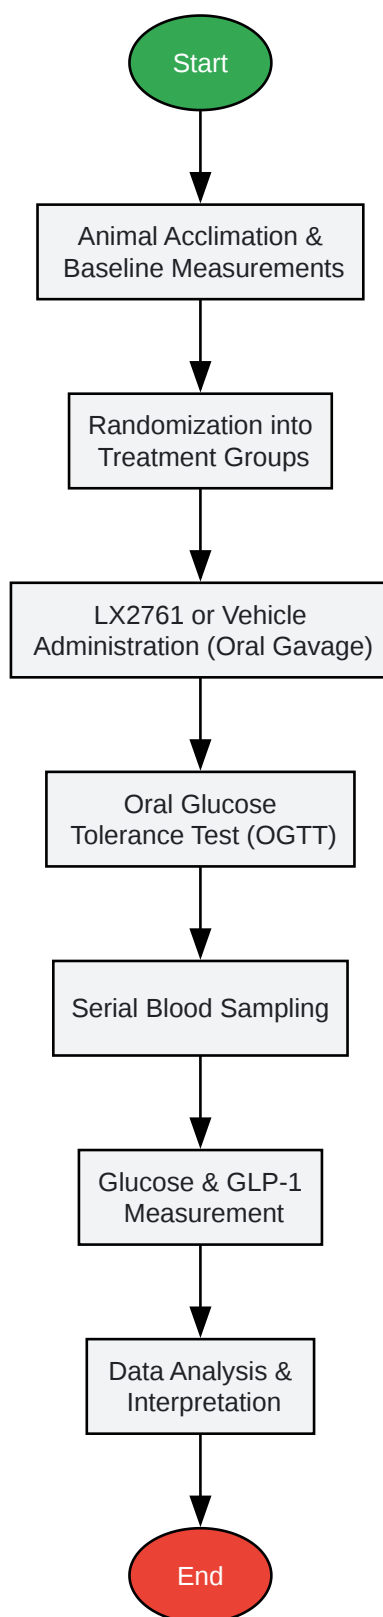 Start
Animal Acclimation &
Baseline Measurements
Randomization into
Treatment Groups
LX2761 or Vehicle
Administration (Oral Gavage)
Oral Glucose
Tolerance Test (OGTT)
Serial Blood Sampling
Glucose & GLP-1
Measurement
Data Analysis &
Interpretation
End